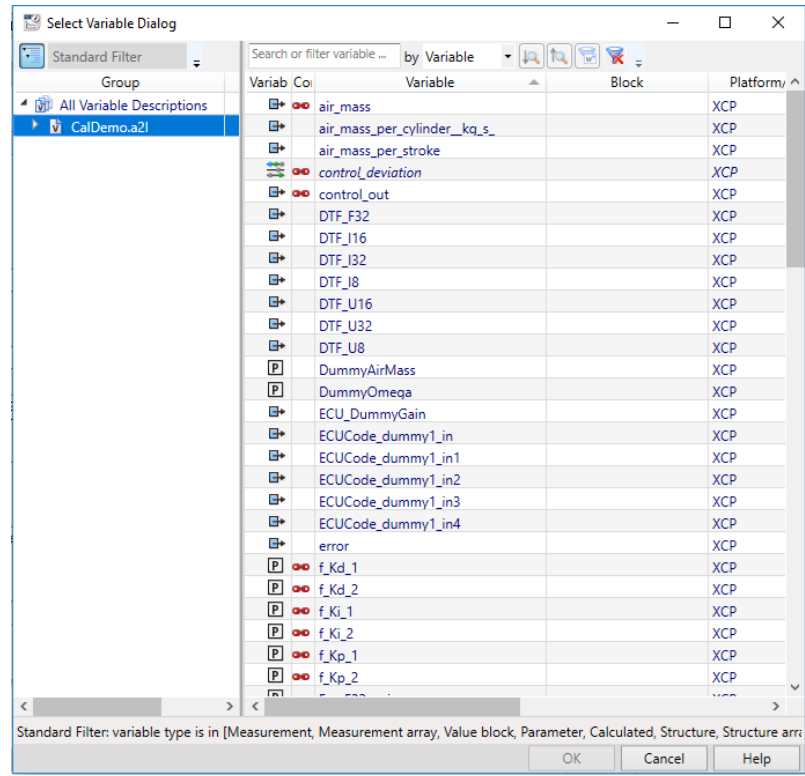 Select Variable Dialog
Standard Filter
Search or filter variable ... by Variable
Group
Variab Co Variable Block Platform/
All Variable Descriptions
CalDemo.a2l
air_mass XCP
air_mass_per_cylinder__kq_s_ XCP
air_mass_per_stroke XCP
control_deviation XCP
control_out XCP
DTF_F32 XCP
DTF_I16 XCP
DTF_I32 XCP
DTF_I8 XCP
DTF_U16 XCP
DTF_U32 XCP
DTF_U8 XCP
P DummyAirMass XCP
P DummyOmega XCP
ECU_DummyGain XCP
ECUCode_dummy1_in XCP
ECUCode_dummy1_in1 XCP
ECUCode_dummy1_in2 XCP
ECUCode_dummy1_in3 XCP
ECUCode_dummy1_in4 XCP
error XCP
P f_Kd_1 XCP
P f_Kd_2 XCP
P f_Ki_1 XCP
P f_Ki_2 XCP
P f_Kp_1 XCP
P f_Kp_2 XCP
Standard Filter: variable type is in [Measurement, Measurement array, Value block, Parameter, Calculated, Structure, Structure arra
OK Cancel Help